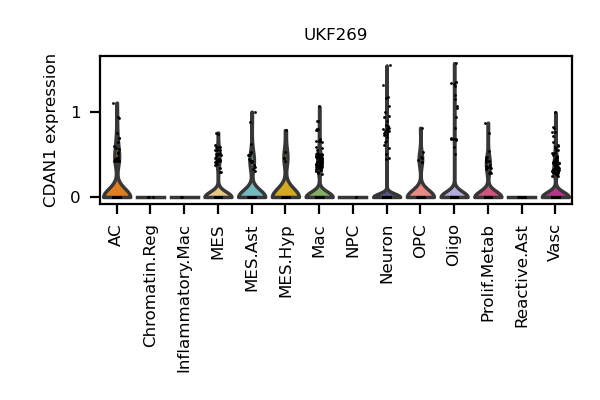 UKF269
CDAN1 expression
1
0
AC
Chromatin.Reg
Inflammatory.Mac
MES
MES.Ast
MES.Hyp
Mac
NPC
Neuron
OPC
Oligo
Prolif.Metab
Reactive.Ast
Vasc